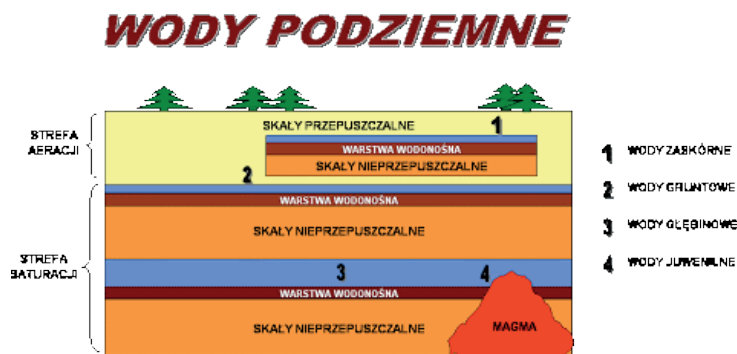 WODY PODZIEMNE
STREFA
AERACJI
SKAŁY PRZEPUSZCZALNE
1
WARSTWA WODONOŚNA
SKAŁY NIEPRZEPUSZCZALNE
2
WARSTWA WODONOŚNA
SKAŁY NIEPRZEPUSZCZALNE
STREFA
SATURACJI
3
4
WARSTWA WODONOŚNA
SKAŁY NIEPRZEPUSZCZALNE
MAGMA
1 WODY ZASKÓRNE
2 WODY GRUNTOWE
3 WODY GŁĘBINOWE
4 WODY JUWENILNE